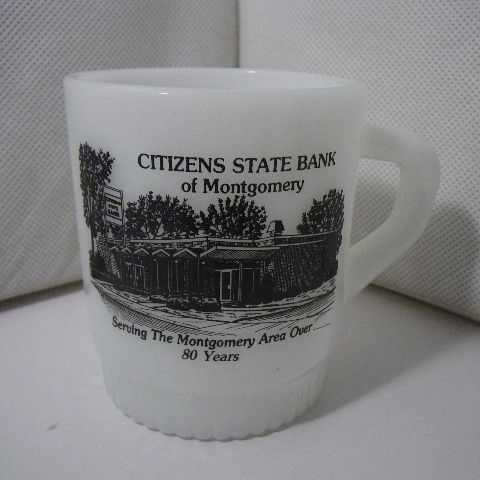 CITIZENS STATE BANK
of Montgomery
Serving The Montgomery Area Over
80 Years